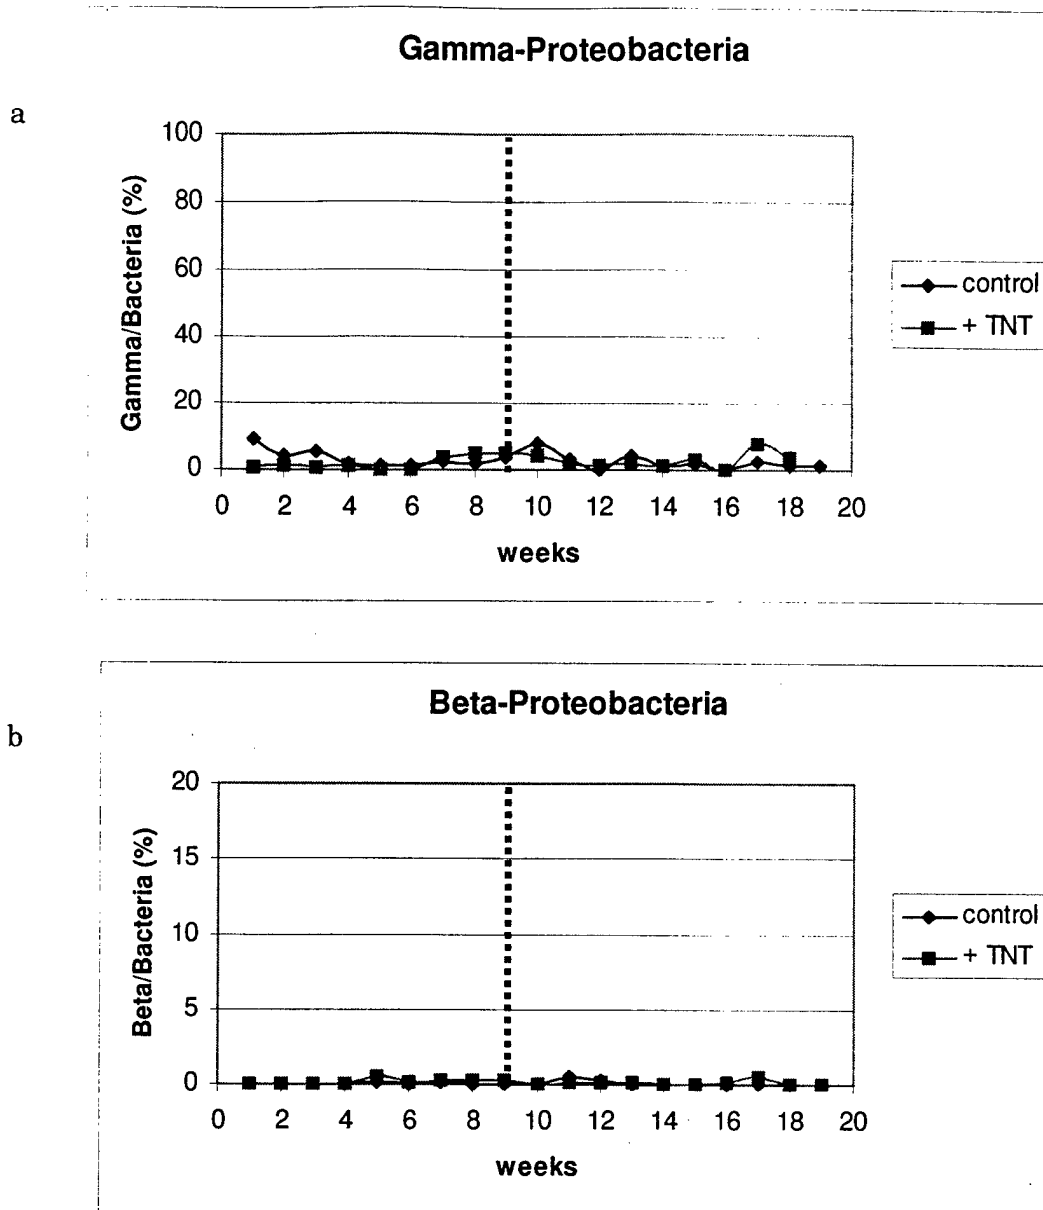 a
Gamma-Proteobacteria
Gamma/Bacteria (%)
100
80
60
40
20
0
0 2 4 6 8 10 12 14 16 18 20
weeks
control
+ TNT
b
Beta-Proteobacteria
Beta/Bacteria (%)
20
15
10
5
0
0 2 4 6 8 10 12 14 16 18 20
weeks
control
+ TNT